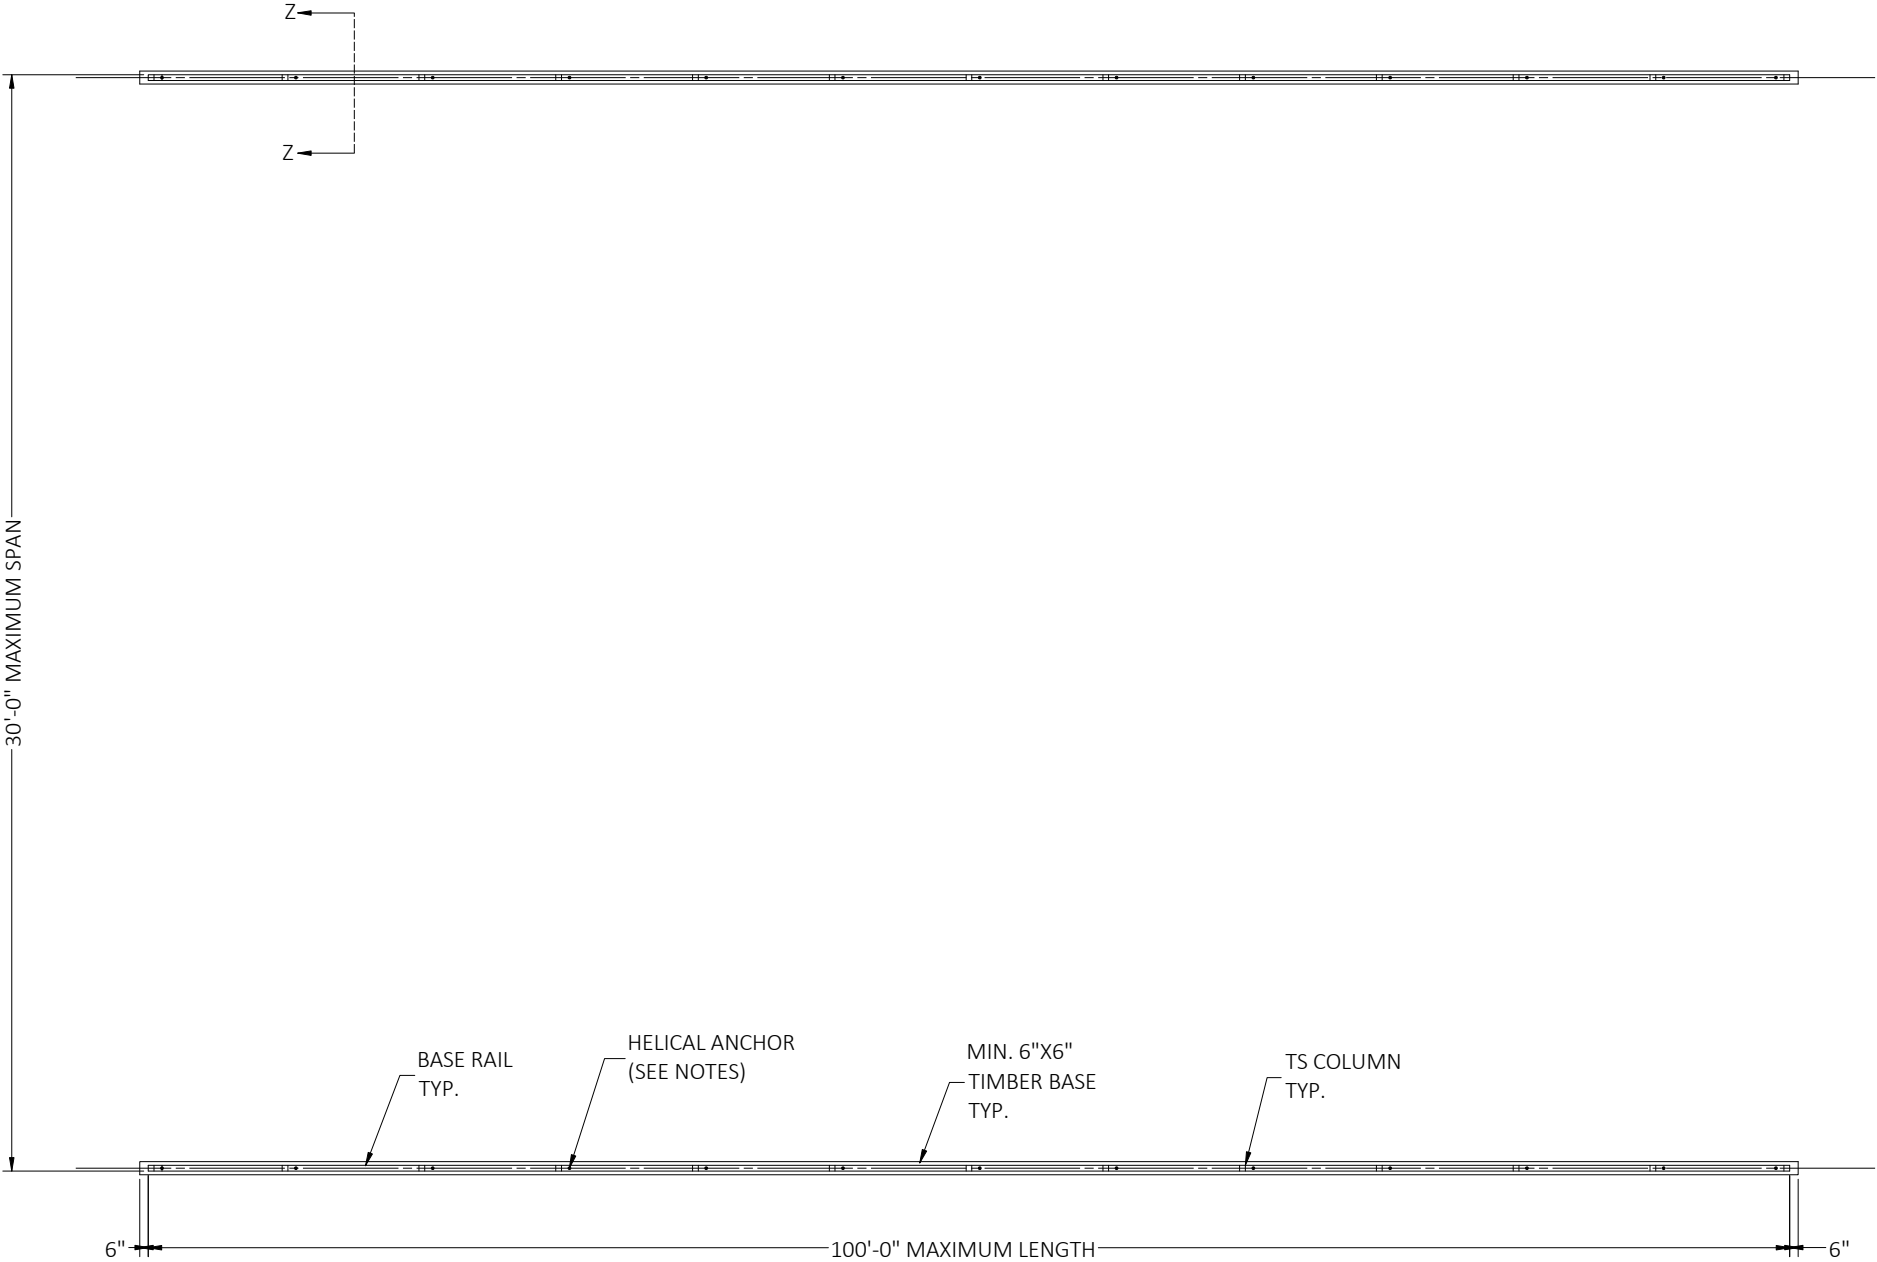 Z
Z
30'-0" MAXIMUM SPAN
BASE RAIL
TYP.
HELICAL ANCHOR
(SEE NOTES)
MIN. 6"X6"
TIMBER BASE
TYP.
TS COLUMN
TYP.
6"
100'-0" MAXIMUM LENGTH
6"